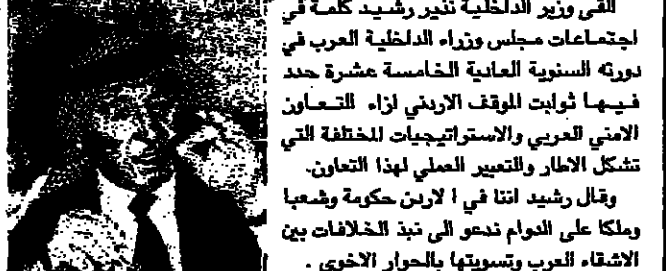 القى وزير الداخلية نذير رشيد كلمة في
اجتماعات مجلس وزراء الداخلية العرب في
دورته السنوية العادية الخامسة عشرة حدد
فيها ثوابت الموقف الاردني ازاء التعاون
الامني العربي والاستراتيجيات المختلفة التي
تشكل الاطار والتعبير العملي لهذا التعاون.
وقال رشيد اننا في الاردن حكومة وشعبا
وملكا على الدوام ندعو الى نبذ الخلافات بين
الاشقاء العرب وتسويتها بالحوار الاخوي .